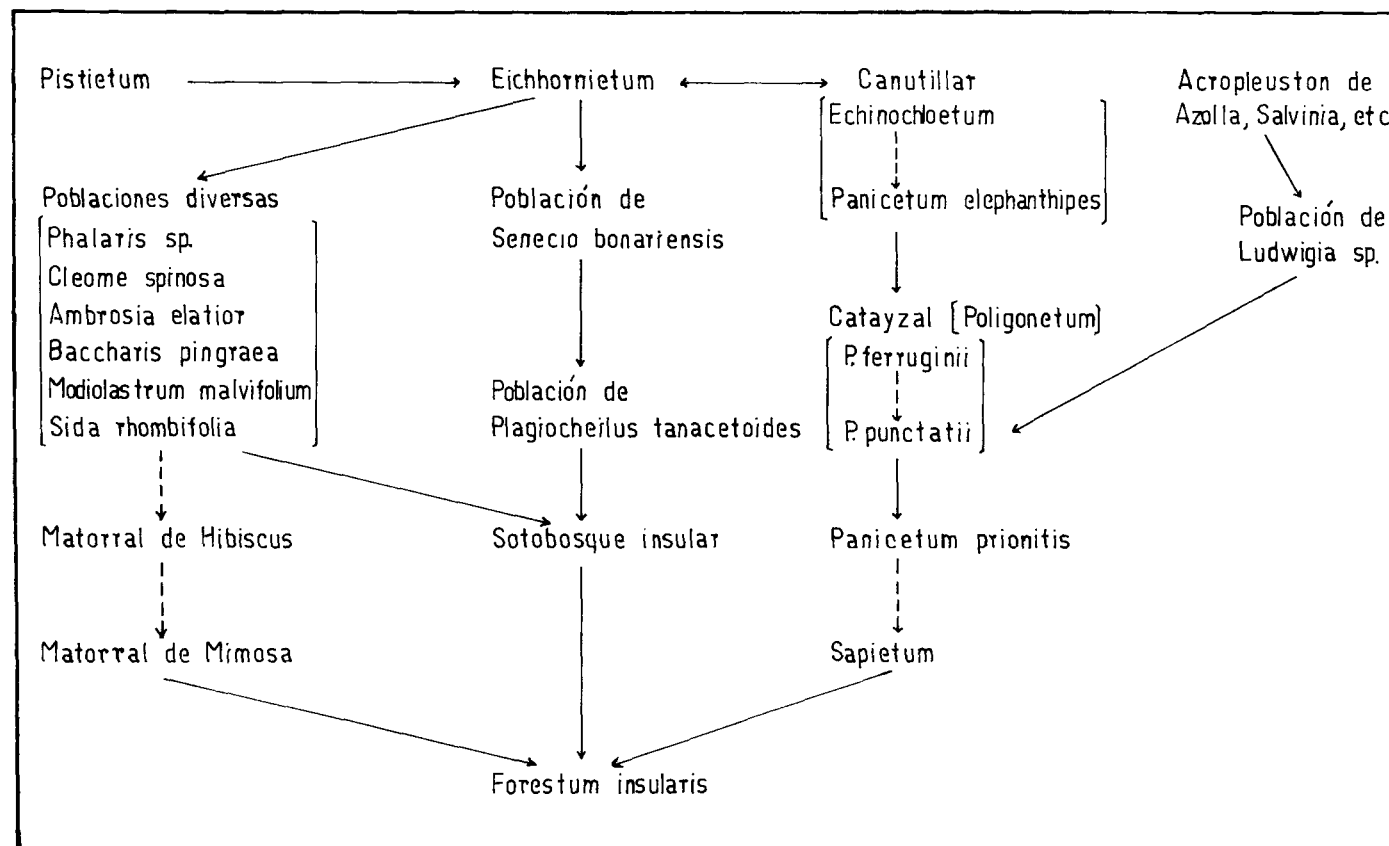 Pistietum
Eichhornietum
Canutillar
[Echinochloetum
Panicetum elephanthipes]
Acropleuston de
Azolla, Salvinia, etc
Poblaciones diversas
[Phalaris sp.
Cleome spinosa
Ambrosia elatior
Baccharis pingraea
Modiolastrum malvifolium
Sida rhombifolia]
Población de
Senecio bonariensis
Población de
Ludwigia sp.
Catayzal [Poligonetum]
[P. ferruginii
P. punctatii]
Población de
Plagiocheilus tanacetoides
Matorral de Hibiscus
Sotobosque insular
Panicetum prionitis
Matorral de Mimosa
Sapietum
Forestum insularis